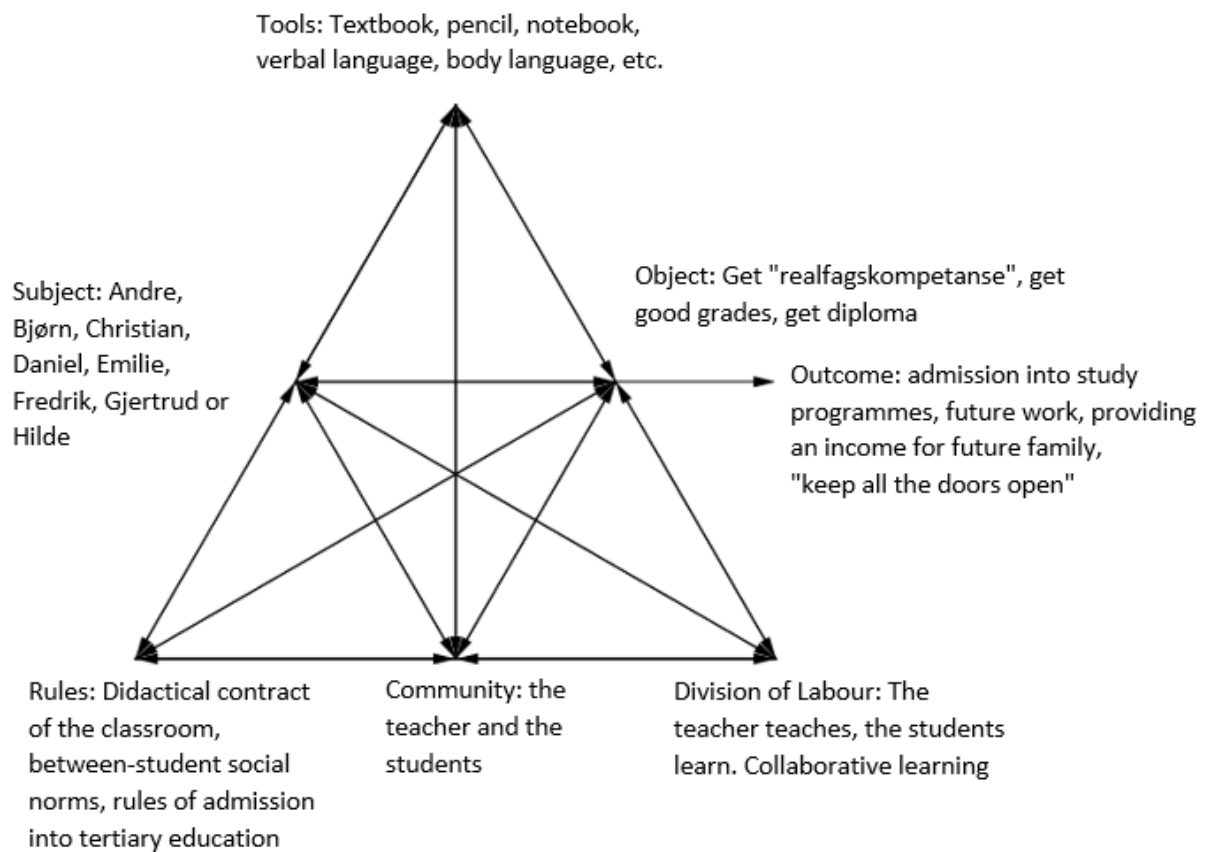 Tools: Textbook, pencil, notebook,
verbal language, body language, etc.
Subject: Andre,
Bjørn, Christian,
Daniel, Emilie,
Fredrik, Gjertrud or
Hilde
Object: Get "realfagskompetanse", get
good grades, get diploma
Outcome: admission into study
programmes, future work, providing
an income for future family,
"keep all the doors open"
Rules: Didactical contract
of the classroom,
between-student social
norms, rules of admission
into tertiary education
Community: the
teacher and the
students
Division of Labour: The
teacher teaches, the students
learn. Collaborative learning